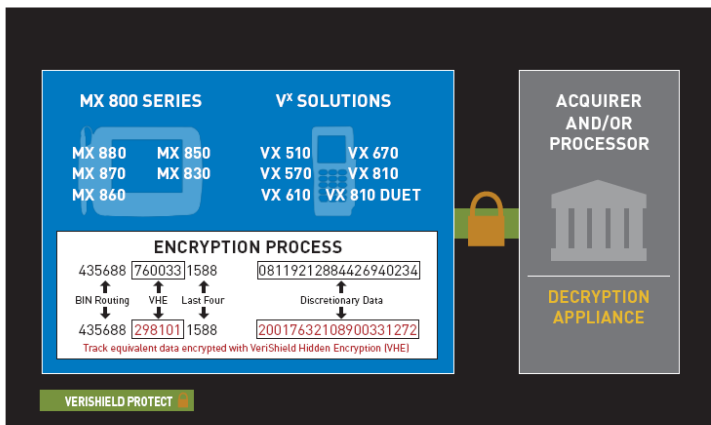 MX 800 SERIES
MX 880 MX 850
MX 870 MX 830
MX 860
Vˣ SOLUTIONS
VX 510 VX 670
VX 570 VX 810
VX 610 VX 810 DUET
ENCRYPTION PROCESS
435688 760033 1588 08119212884426940234
BIN Routing VHE Last Four Discretionary Data
435688 298101 1588 20017632108900331272
Track equivalent data encrypted with VeriShield Hidden Encryption (VHE)
ACQUIRER
AND/OR
PROCESSOR
DECRYPTION
APPLIANCE
VERISHIELD PROTECT